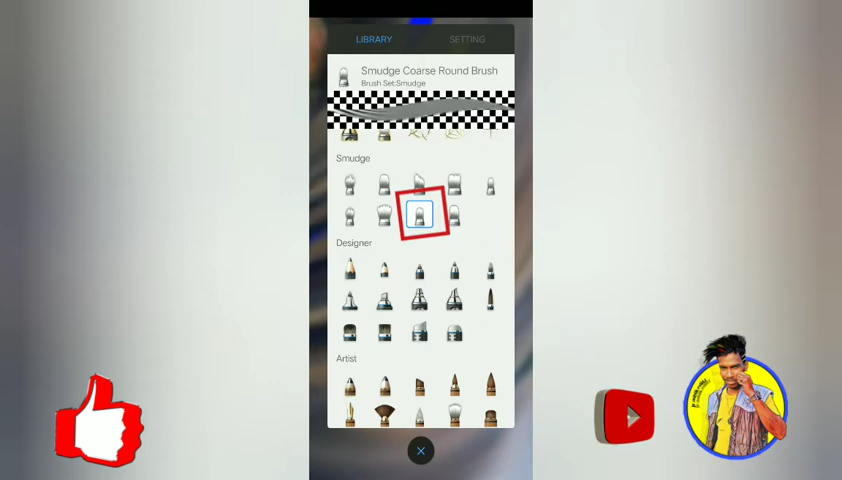 LIBRARY
SETTING
Smudge Coarse Round Brush
Brush Set:Smudge
Smudge
Designer
Artist